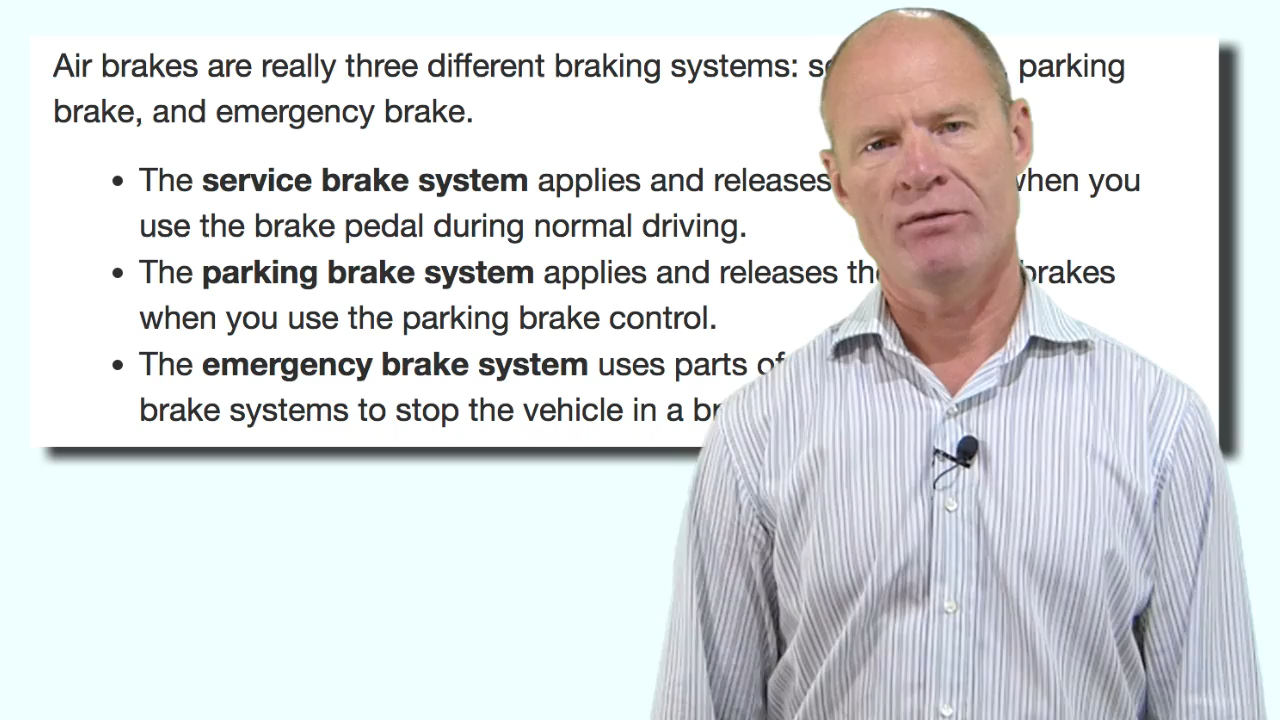 Air brakes are really three different braking systems: parking
brake, and emergency brake.
• The service brake system applies and releases when you
use the brake pedal during normal driving.
• The parking brake system applies and releases brakes
when you use the parking brake control.
• The emergency brake system uses parts of
brake systems to stop the vehicle in a